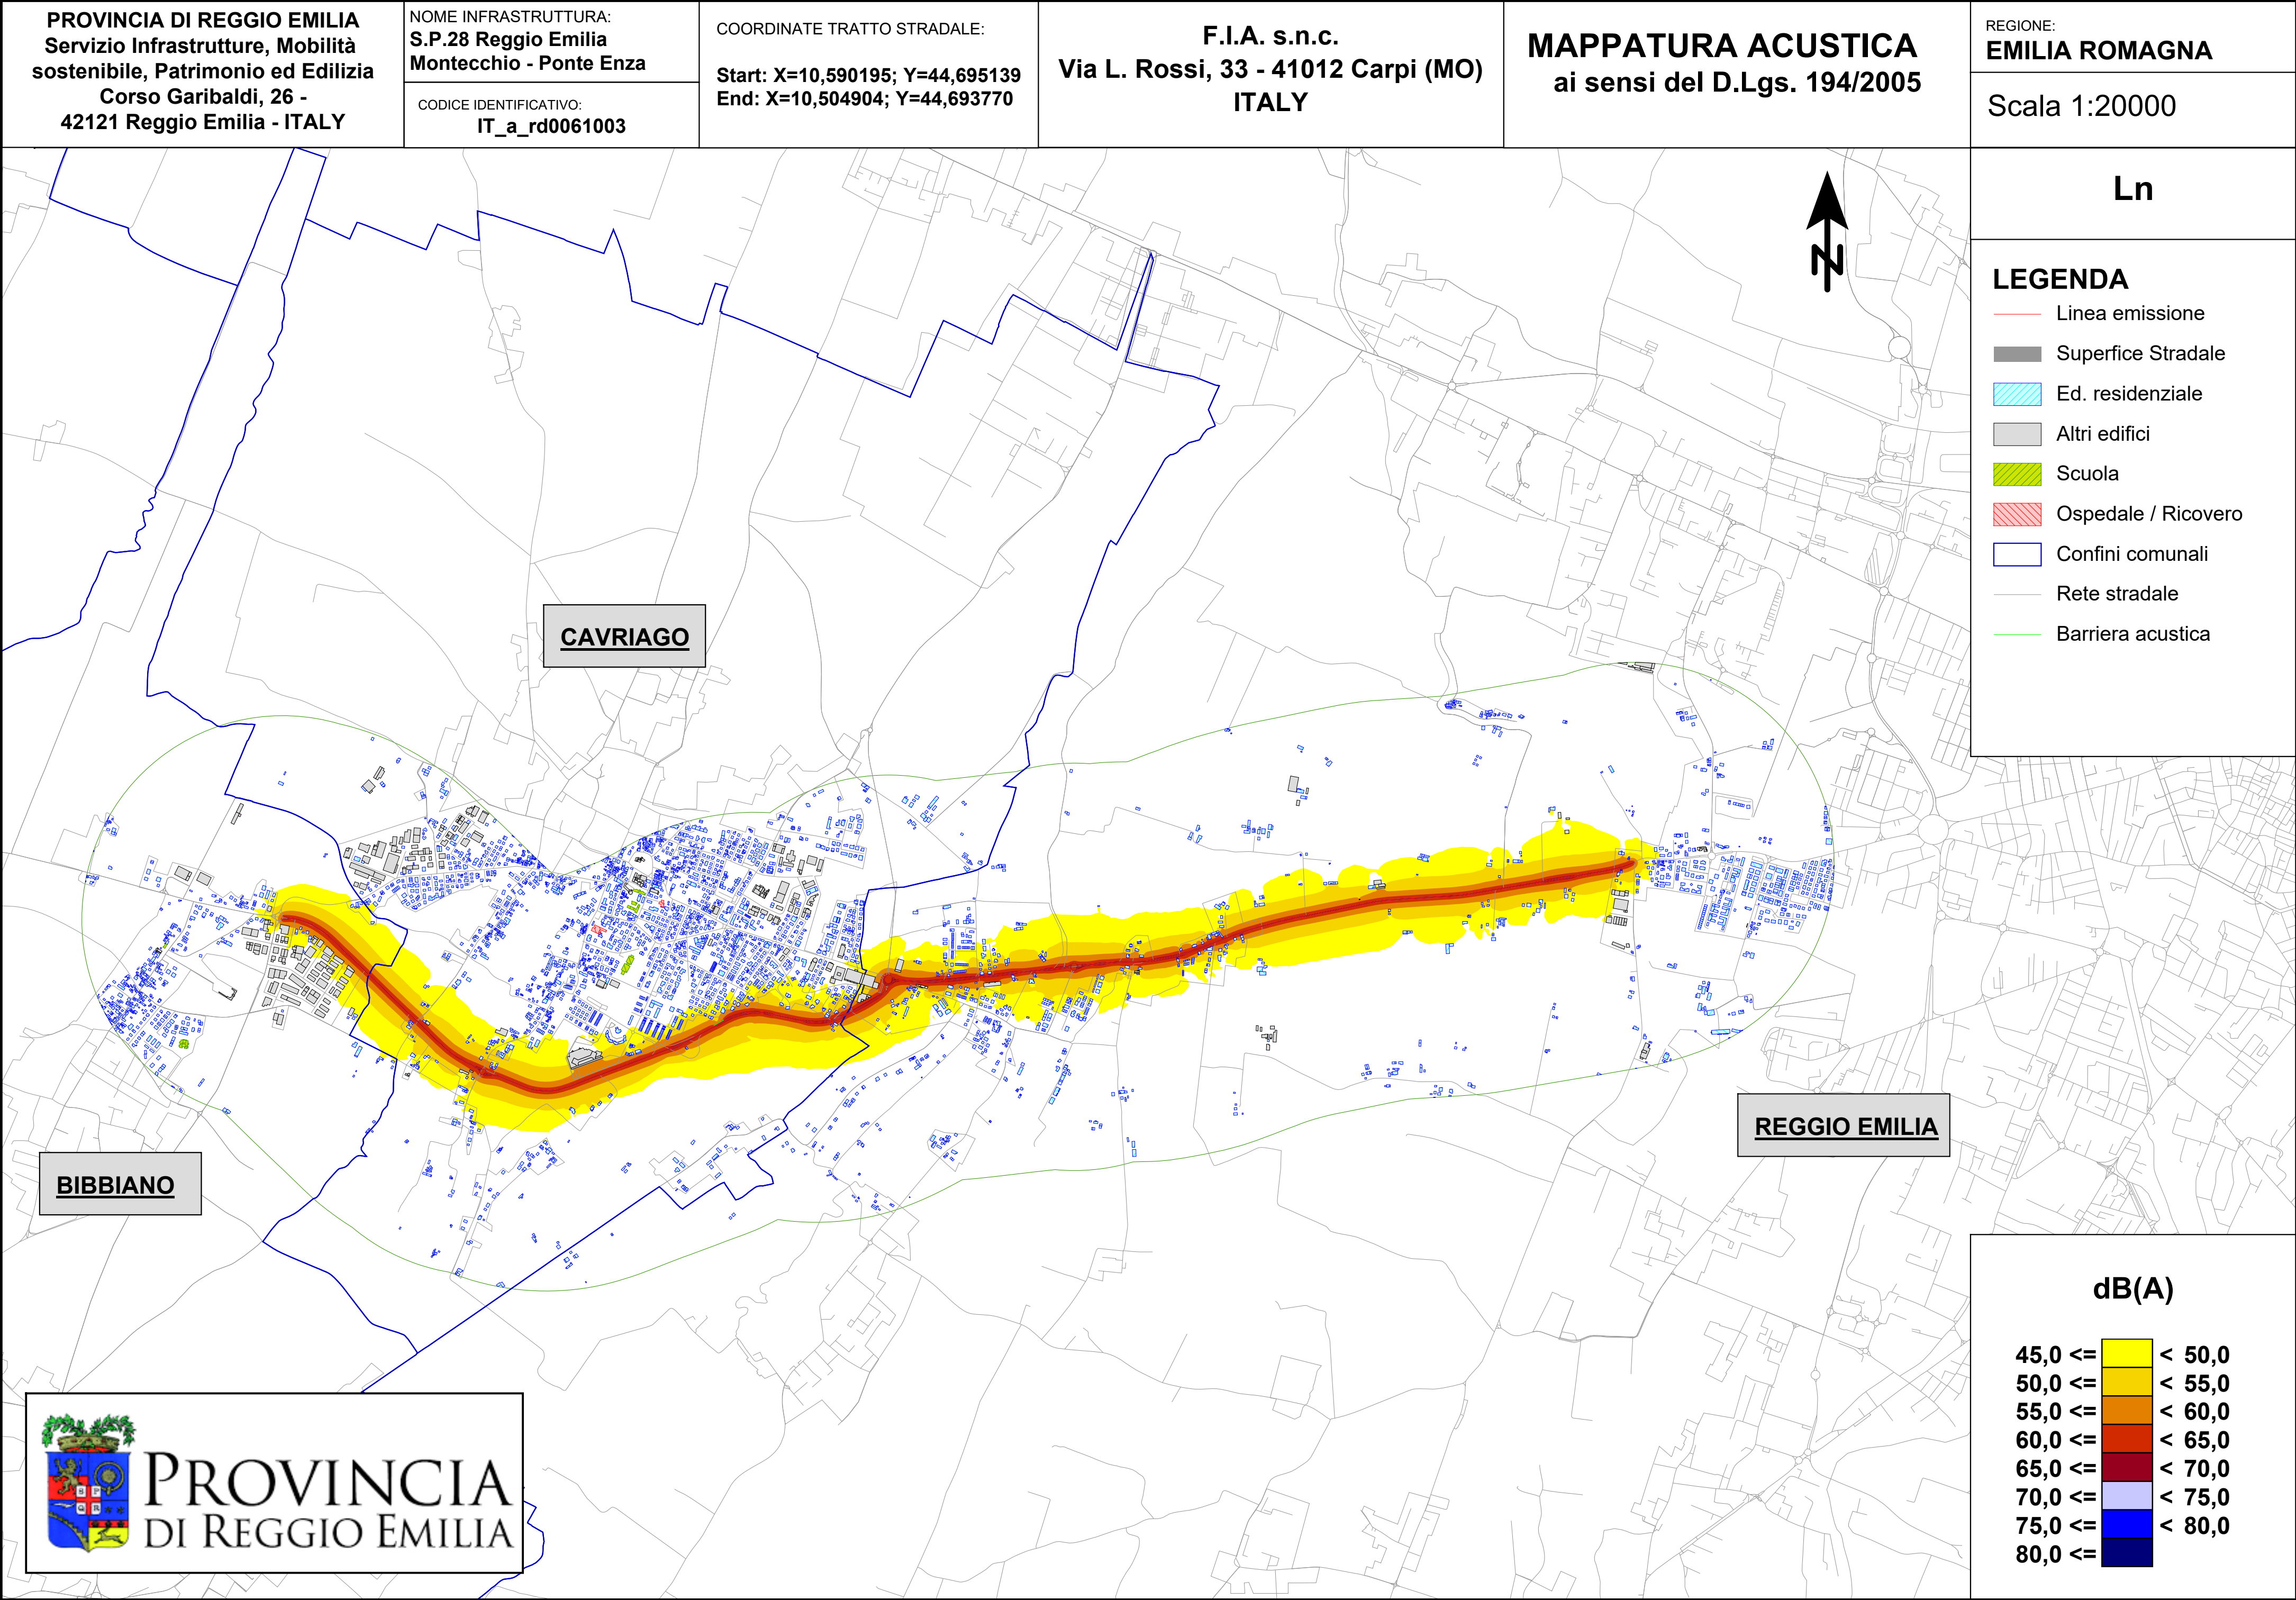 PROVINCIA DI REGGIO EMILIA
Servizio Infrastrutture, Mobilità
sostenibile, Patrimonio ed Edilizia
Corso Garibaldi, 26 -
42121 Reggio Emilia - ITALY
NOME INFRASTRUTTURA:
S.P.28 Reggio Emilia
Montecchio - Ponte Enza
CODICE IDENTIFICATIVO:
IT_a_rd0061003
COORDINATE TRATTO STRADALE:
Start: X=10,590195; Y=44,695139
End: X=10,504904; Y=44,693770
F.I.A. s.n.c.
Via L. Rossi, 33 - 41012 Carpi (MO)
ITALY
MAPPATURA ACUSTICA
ai sensi del D.Lgs. 194/2005
REGIONE:
EMILIA ROMAGNA
Scala 1:20000
Ln
N
LEGENDA
Linea emissione
Superfice Stradale
Ed. residenziale
Altri edifici
Scuola
Ospedale / Ricovero
Confini comunali
Rete stradale
Barriera acustica
CAVRIAGO
REGGIO EMILIA
BIBBIANO
dB(A)
45,0 <= < 50,0
50,0 <= < 55,0
55,0 <= < 60,0
60,0 <= < 65,0
65,0 <= < 70,0
70,0 <= < 75,0
75,0 <= < 80,0
80,0 <=
S P
Q R
PROVINCIA
DI REGGIO EMILIA